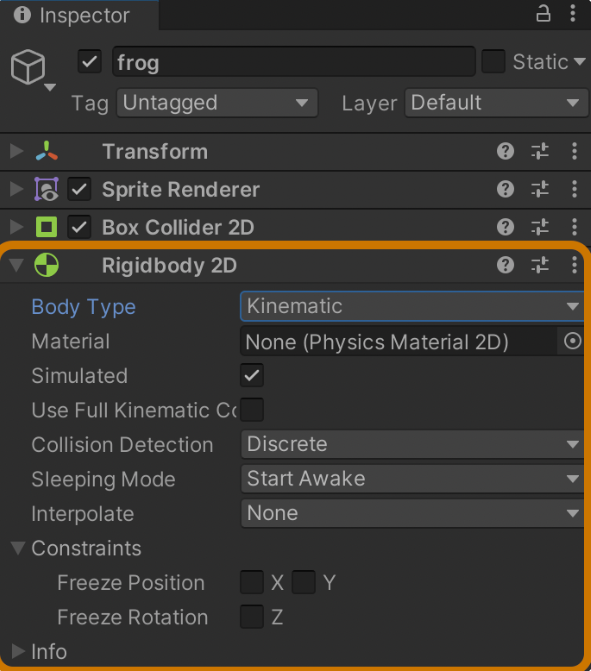 Inspector
frog Static
Tag Untagged Layer Default
Transform
Sprite Renderer
Box Collider 2D
Rigidbody 2D
Body Type Kinematic
Material None (Physics Material 2D)
Simulated
Use Full Kinematic Co
Collision Detection Discrete
Sleeping Mode Start Awake
Interpolate None
Constraints
Freeze Position X Y
Freeze Rotation Z
Info